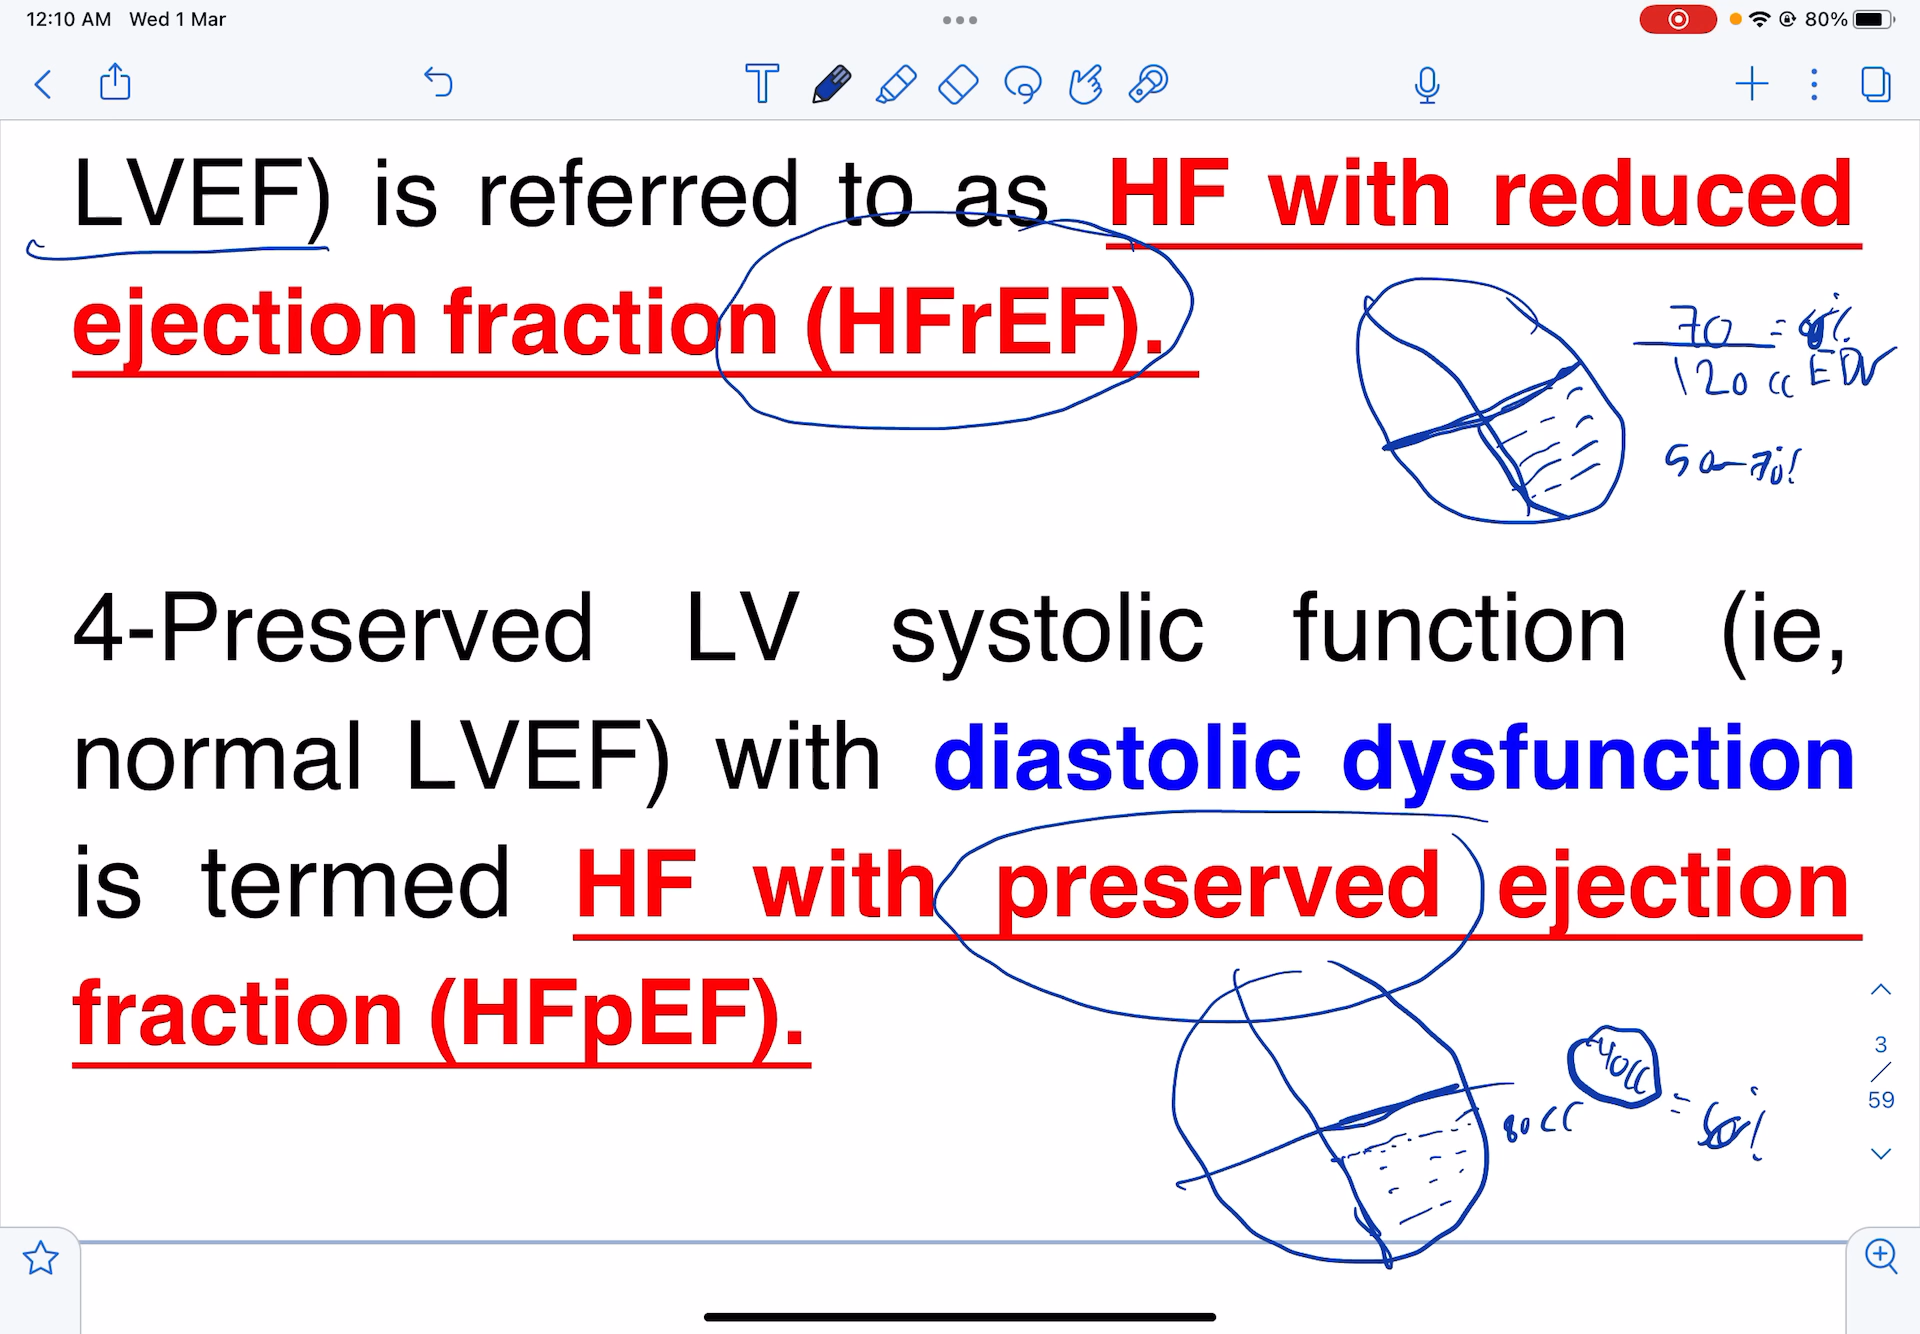 12:10 AM Wed 1 Mar
80%
LVEF) is referred to as HF with reduced
ejection fraction (HFrEF).
70
120 cc EDV
50-70%
4-Preserved LV systolic function (ie,
normal LVEF) with diastolic dysfunction
is termed HF with preserved ejection
fraction (HFpEF).
40cc
80cc
3
/
59